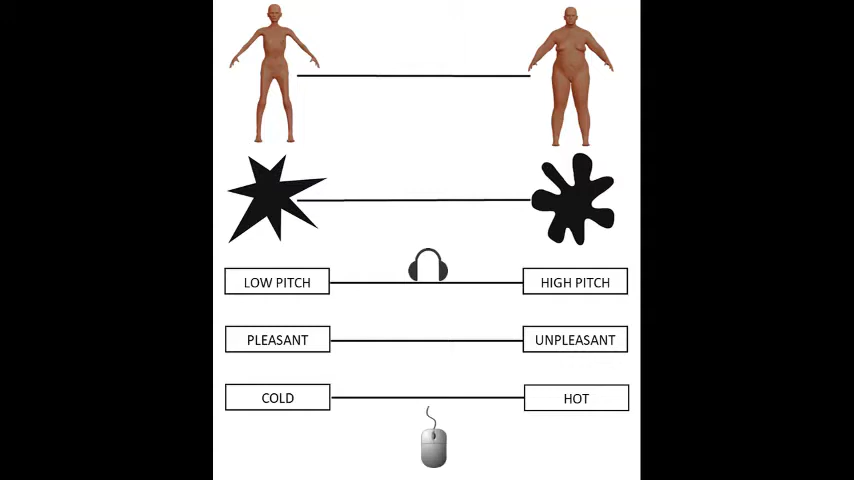 LOW PITCH HIGH PITCH
PLEASANT UNPLEASANT
COLD HOT